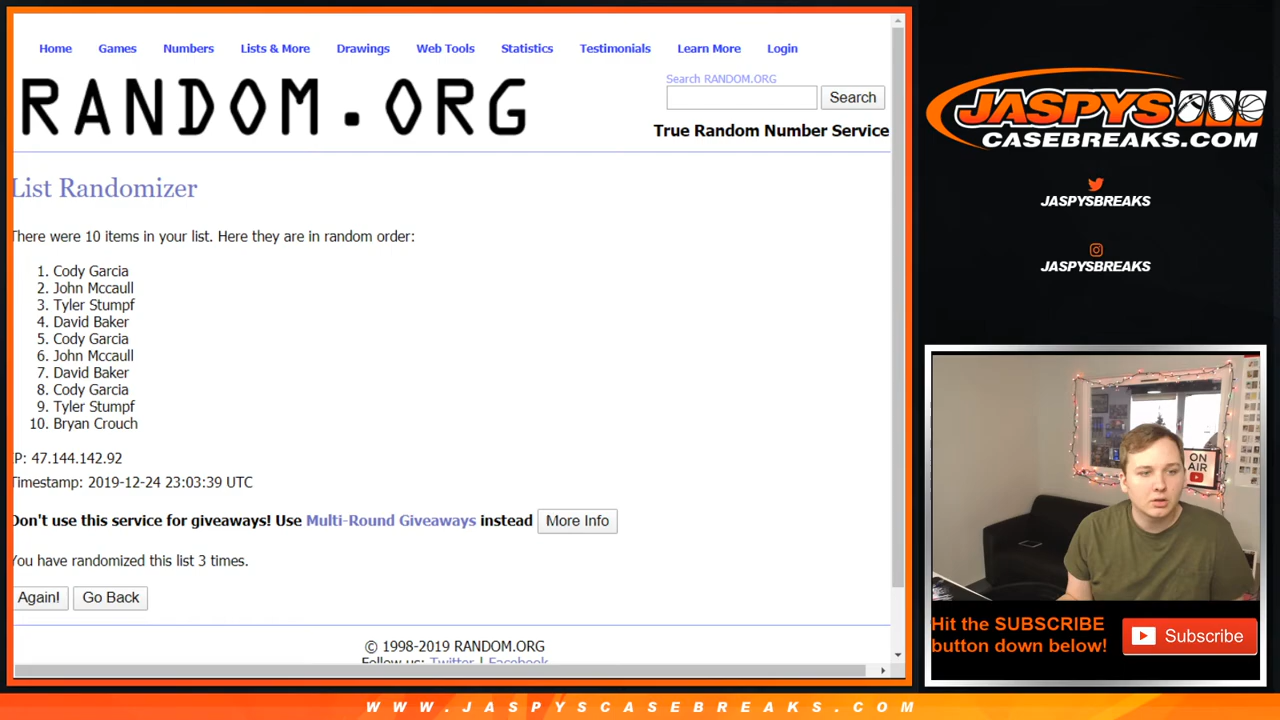 Home Games Numbers Lists & More Drawings Web Tools Statistics Testimonials Learn More Login
RANDOM.ORG
Search RANDOM.ORG
Search
True Random Number Service
List Randomizer
There were 10 items in your list. Here they are in random order:
1. Cody Garcia
2. John Mccaull
3. Tyler Stumpf
4. David Baker
5. Cody Garcia
6. John Mccaull
7. David Baker
8. Cody Garcia
9. Tyler Stumpf
10. Bryan Crouch
P: 47.144.142.92
Timestamp: 2019-12-24 23:03:39 UTC
Don't use this service for giveaways! Use Multi-Round Giveaways instead More Info
You have randomized this list 3 times.
Again! Go Back
© 1998-2019 RANDOM.ORG
Follow us: Twitter | Facebook
JASPYS
CASEBREAKS.COM
JASPYSBREAKS
JASPYSBREAKS
ON
AIR
Hit the SUBSCRIBE
button down below!
Subscribe
WWW.JASPYSCASEBREAKS.COM